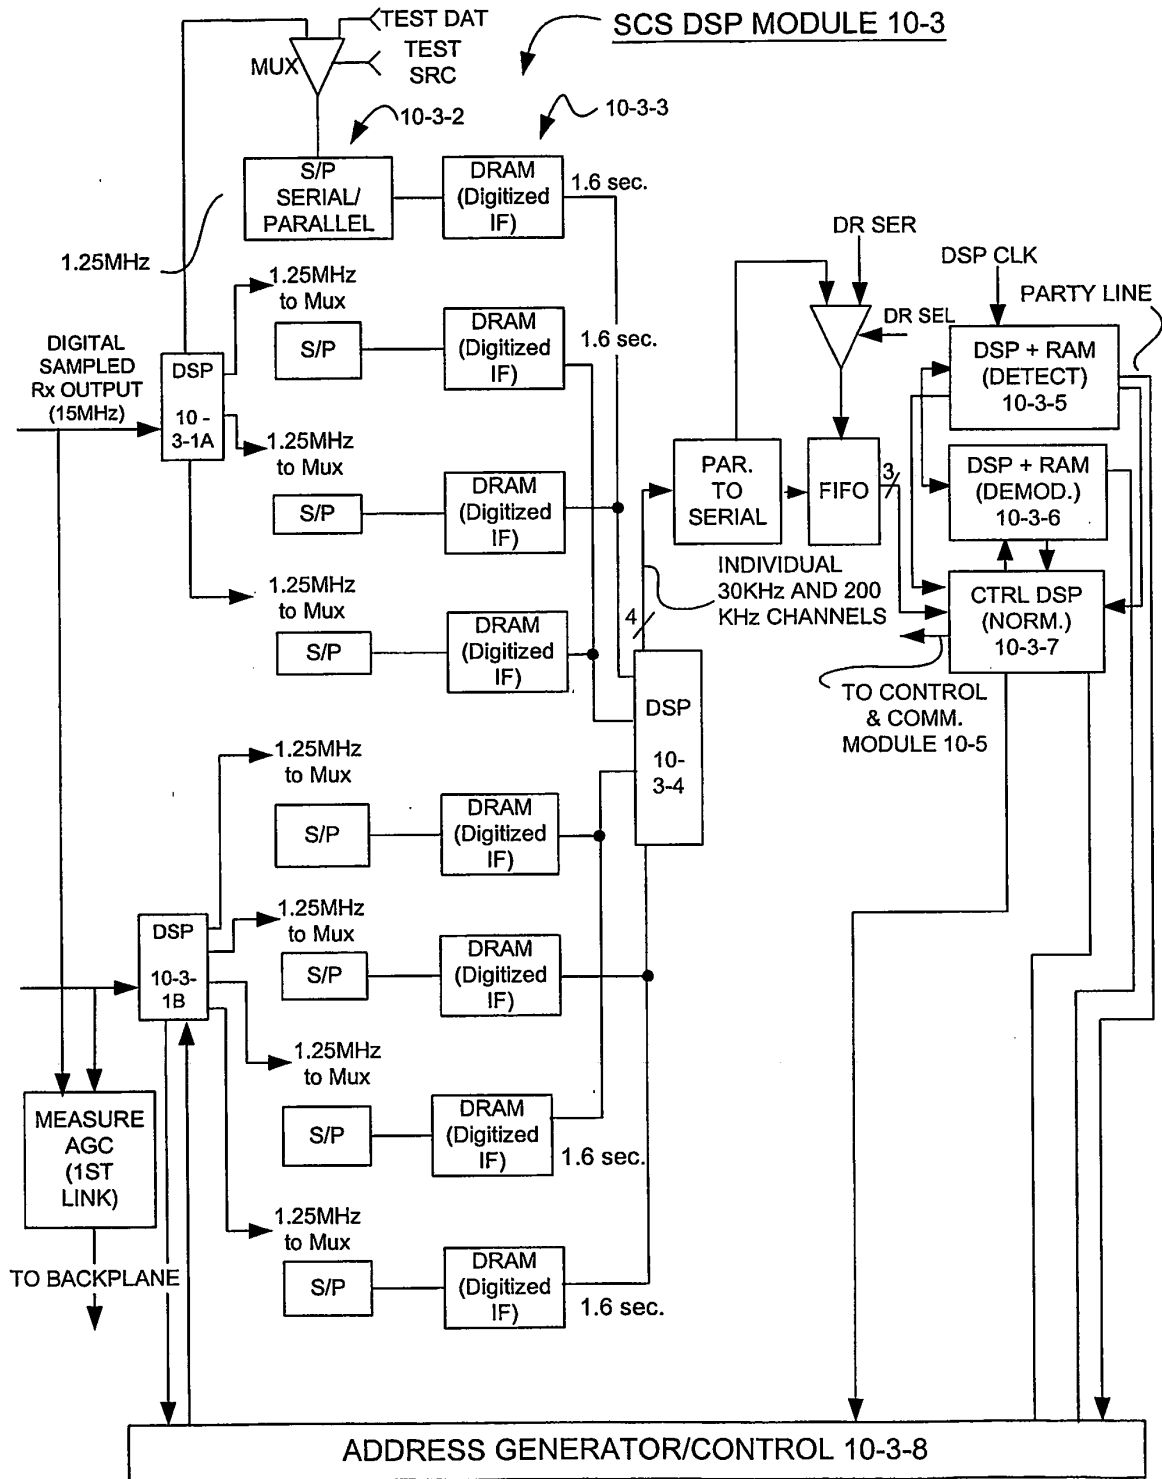 SCS DSP MODULE 10-3
TEST DAT
TEST
SRC
MUX
10-3-2
10-3-3
S/P
SERIAL/
PARALLEL
DRAM
(Digitized
IF)
1.6 sec.
1.25MHz
1.25MHz
to Mux
S/P
DRAM
(Digitized
IF)
1.6 sec.
DIGITAL
SAMPLED
Rx OUTPUT
(15MHz)
DSP
10 -
3-1A
1.25MHz
to Mux
S/P
DRAM
(Digitized
IF)
1.25MHz
to Mux
S/P
DRAM
(Digitized
IF)
DR SER
DR SEL
DSP CLK
PARTY LINE
DSP + RAM
(DETECT)
10-3-5
PAR.
TO
SERIAL
FIFO
3
DSP + RAM
(DEMOD.)
10-3-6
INDIVIDUAL
30KHz AND 200
KHz CHANNELS
4
CTRL DSP
(NORM.)
10-3-7
TO CONTROL
& COMM.
MODULE 10-5
DSP
10-
3-4
1.25MHz
to Mux
S/P
DRAM
(Digitized
IF)
DSP
10-3-
1B
1.25MHz
to Mux
S/P
DRAM
(Digitized
IF)
1.25MHz
to Mux
S/P
DRAM
(Digitized
IF)
1.6 sec.
MEASURE
AGC
(1ST
LINK)
TO BACKPLANE
1.25MHz
to Mux
S/P
DRAM
(Digitized
IF)
1.6 sec.
ADDRESS GENERATOR/CONTROL 10-3-8